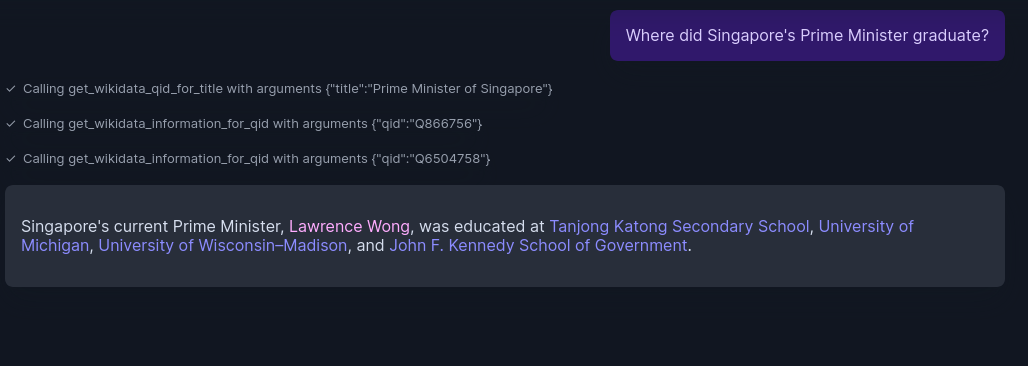 Where did Singapore's Prime Minister graduate?
✓ Calling get_wikidata_qid_for_title with arguments {"title":"Prime Minister of Singapore"}
✓ Calling get_wikidata_information_for_qid with arguments {"qid":"Q866756"}
✓ Calling get_wikidata_information_for_qid with arguments {"qid":"Q6504758"}
Singapore's current Prime Minister, Lawrence Wong, was educated at Tanjong Katong Secondary School, University of
Michigan, University of Wisconsin–Madison, and John F. Kennedy School of Government.